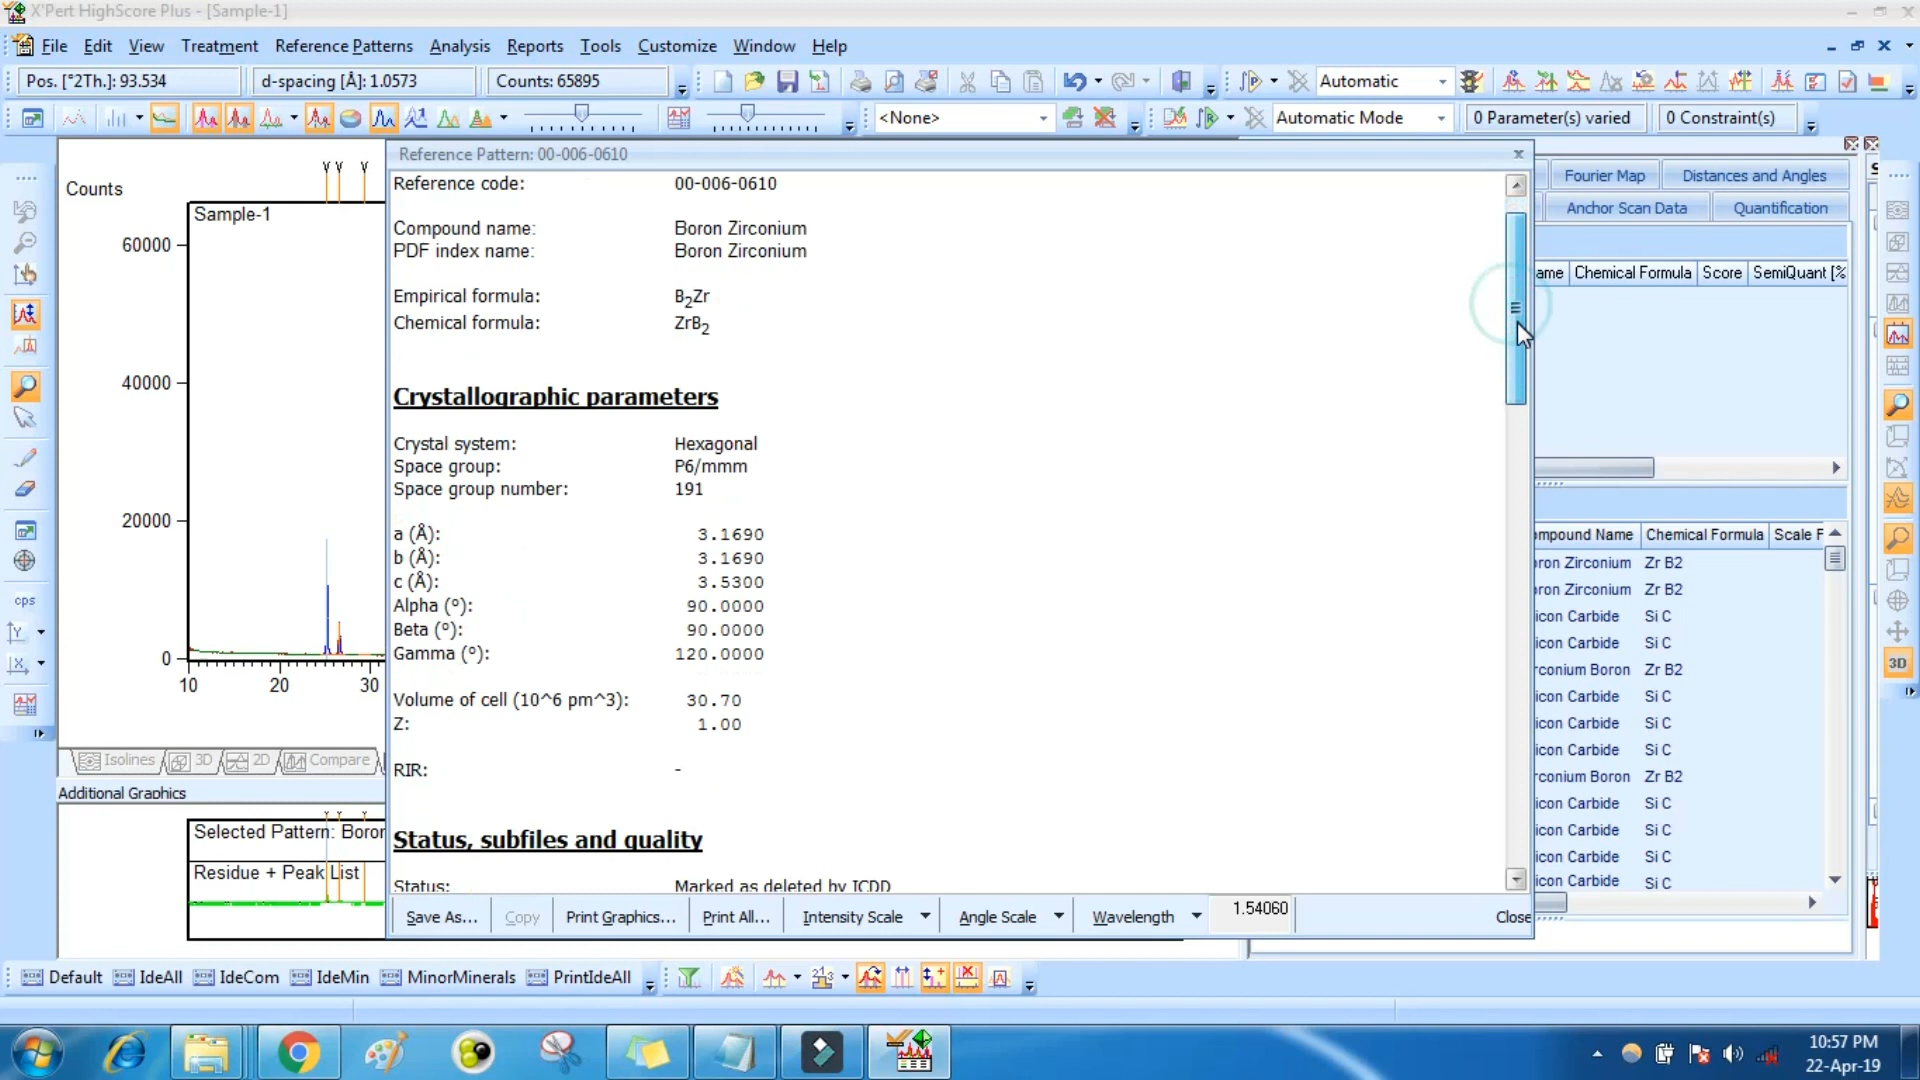 X'Pert HighScore Plus - [Sample-1]
File Edit View Treatment Reference Patterns Analysis Reports Tools Customize Window Help
Pos. [°2Th.]: 93.534 d-spacing [Å]: 1.0573 Counts: 65895 Automatic
<None> Automatic Mode 0 Parameter(s) varied 0 Constraint(s)
Reference Pattern: 00-006-0610
Counts
Sample-1
60000
40000
20000
0
10 20 30
Reference code: 00-006-0610
Compound name: Boron Zirconium
PDF index name: Boron Zirconium
Empirical formula: B2Zr
Chemical formula: ZrB2
Crystallographic parameters
Crystal system: Hexagonal
Space group: P6/mmm
Space group number: 191
a (Å): 3.1690
b (Å): 3.1690
c (Å): 3.5300
Alpha (°): 90.0000
Beta (°): 90.0000
Gamma (°): 120.0000
Volume of cell (10^6 pm^3): 30.70
Z: 1.00
RIR: -
Status, subfiles and quality
Status: Marked as deleted by ICDD
Save As... Copy Print Graphics... Print All... Intensity Scale Angle Scale Wavelength 1.54060 Close
Fourier Map Distances and Angles
Anchor Scan Data Quantification
ame Chemical Formula Score SemiQuant [%
mpound Name Chemical Formula Scale F
ron Zirconium Zr B2
ron Zirconium Zr B2
icon Carbide Si C
icon Carbide Si C
rconium Boron Zr B2
icon Carbide Si C
icon Carbide Si C
icon Carbide Si C
rconium Boron Zr B2
icon Carbide Si C
icon Carbide Si C
icon Carbide Si C
icon Carbide Si C
cps
Y
X
3D
Isolines 3D 2D Compare
Additional Graphics
Selected Pattern: Boro
Residue + Peak List
Default IdeAll IdeCom IdeMin MinorMinerals PrintIdeAll
10:57 PM
22-Apr-19